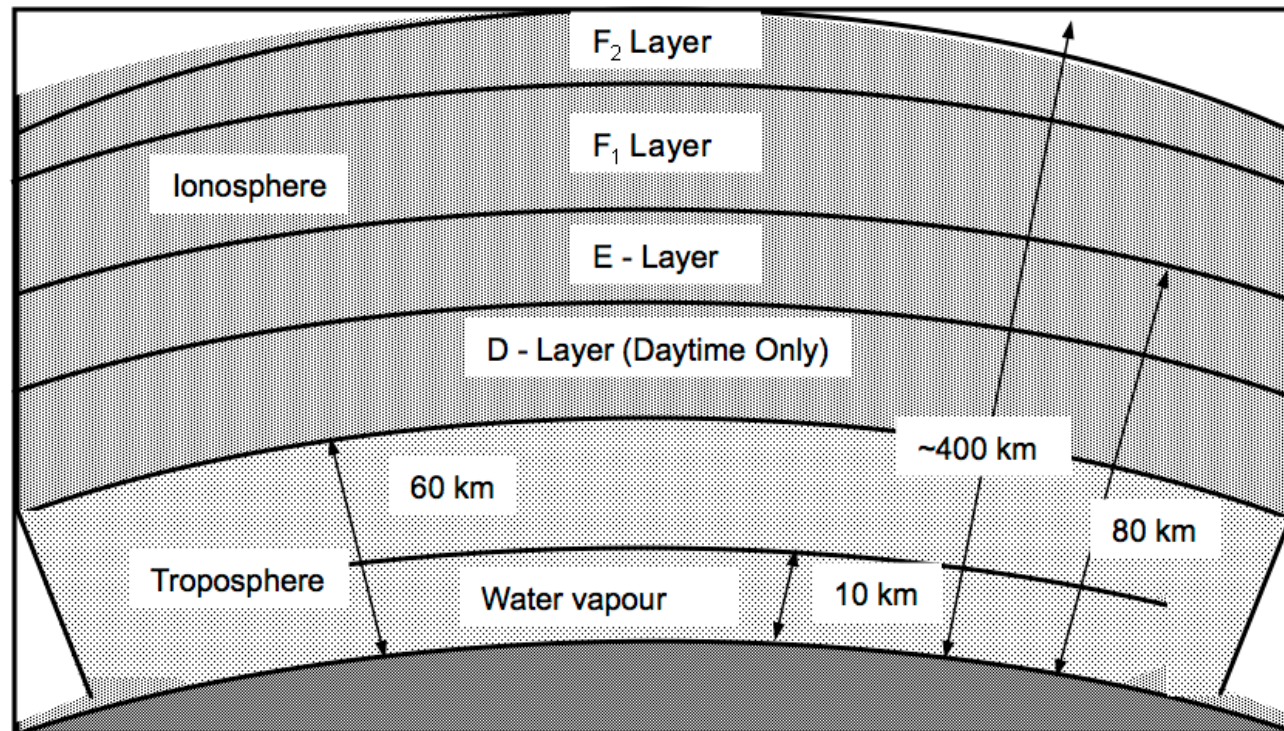 F₂ Layer
F₁ Layer
Ionosphere
E - Layer
D - Layer (Daytime Only)
~400 km
60 km
80 km
Troposphere
Water vapour
10 km